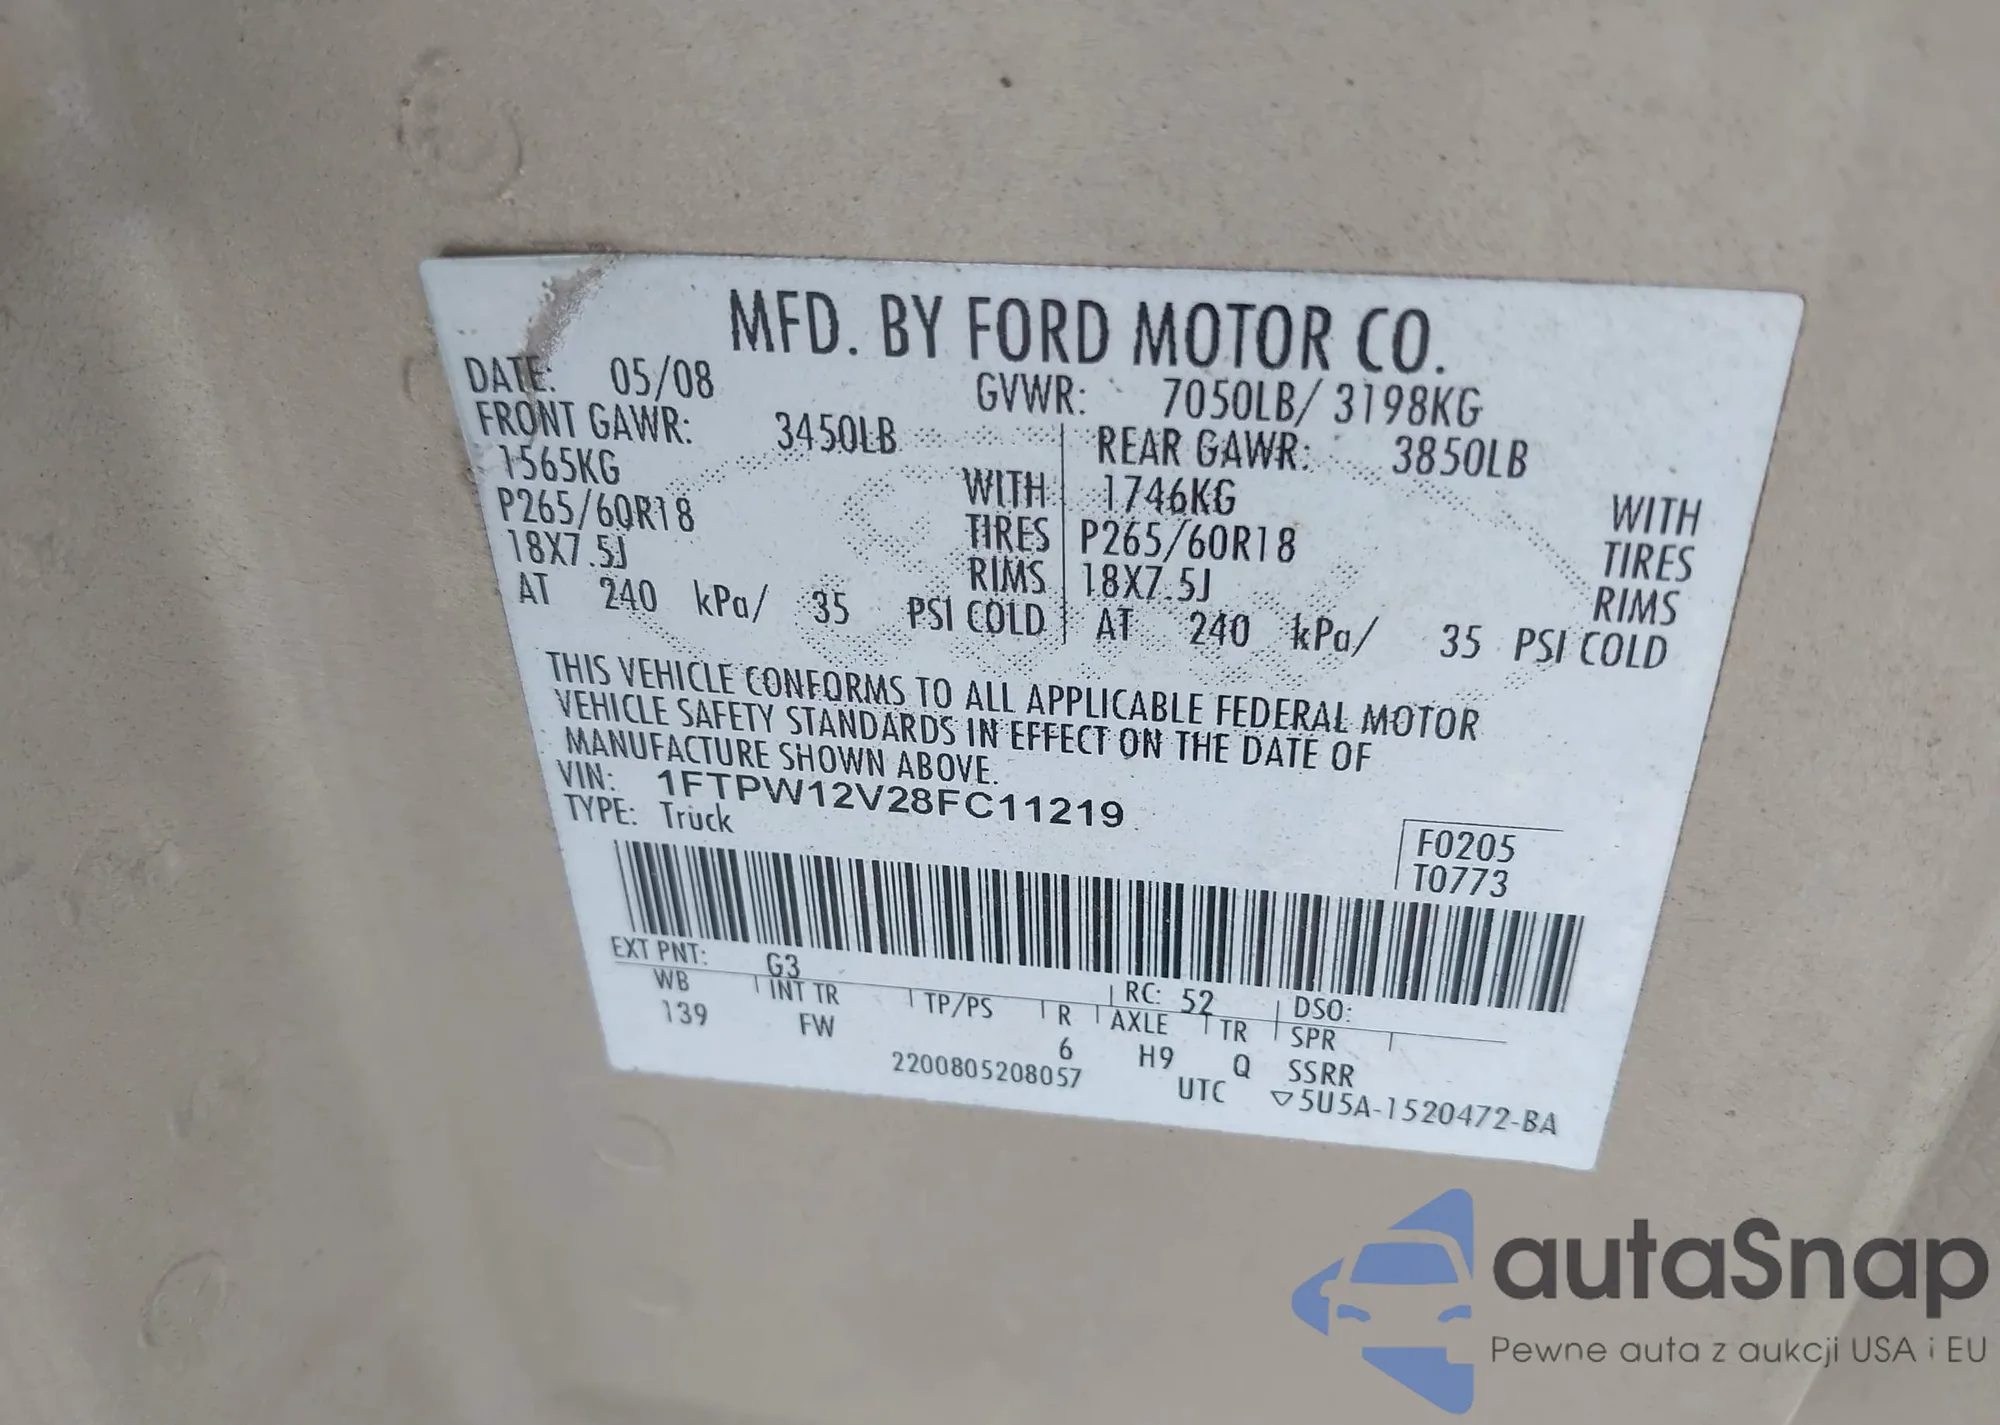 MFD. BY FORD MOTOR CO.
DATE: 05/08 GVWR: 7050LB/ 3198KG
FRONT GAWR: 3450LB REAR GAWR: 3850LB
1565KG WITH 1746KG WITH
P265/60R18 TIRES P265/60R18 TIRES
18X7.5J RIMS 18X7.5J RIMS
AT 240 kPa/ 35 PSI COLD AT 240 kPa/ 35 PSI COLD
THIS VEHICLE CONFORMS TO ALL APPLICABLE FEDERAL MOTOR
VEHICLE SAFETY STANDARDS IN EFFECT ON THE DATE OF
MANUFACTURE SHOWN ABOVE.
VIN: 1FTPW12V28FC11219
TYPE: Truck
F0205
T0773
EXT PNT: G3 RC: 52 DSO:
WB INT TR TP/PS R AXLE TR SPR
139 FW 6 H9 Q SSRR
2200805208057 UTC ▽5U5A-1520472-BA
autaSnap
Pewne auta z aukcji USA i EU